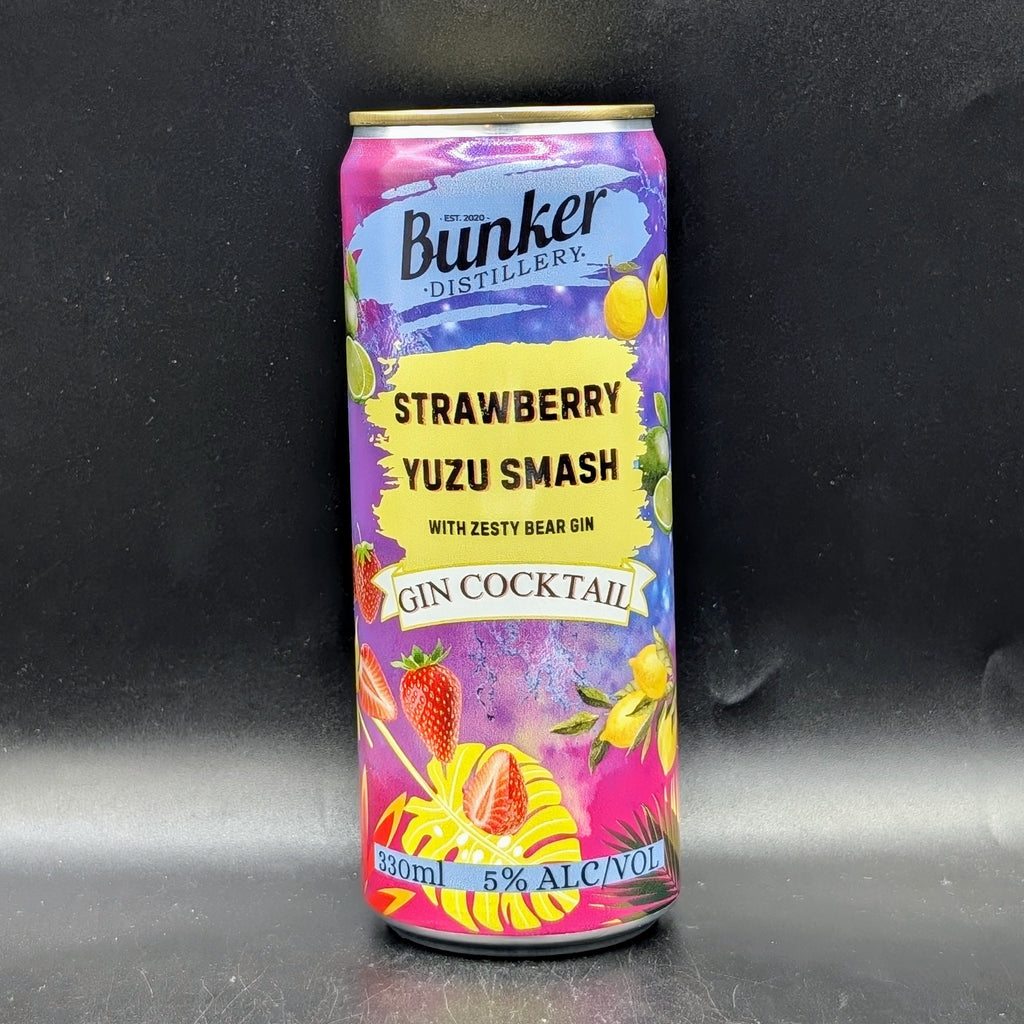 · EST. 2020 -
Bunker
·DISTILLERY·
STRAWBERRY
YUZU SMASH
WITH ZESTY BEAR GIN
GIN COCKTAIL
330ml 5% ALC/VOL